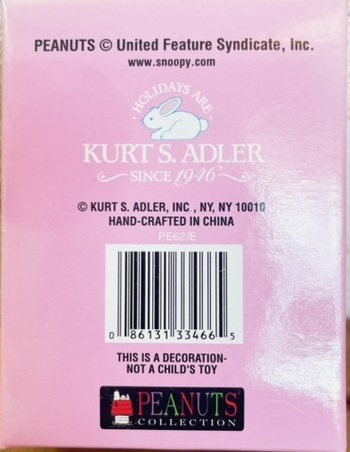 PEANUTS © United Feature Syndicate, Inc.
www.snoopy.com
HOLIDAYS ARE
KURT S. ADLER
SINCE 1946
© KURT S. ADLER, INC , NY, NY 10010
HAND-CRAFTED IN CHINA
PE62/E
0 86131 33466 5
THIS IS A DECORATION-
NOT A CHILD'S TOY
PEANUTS
COLLECTION